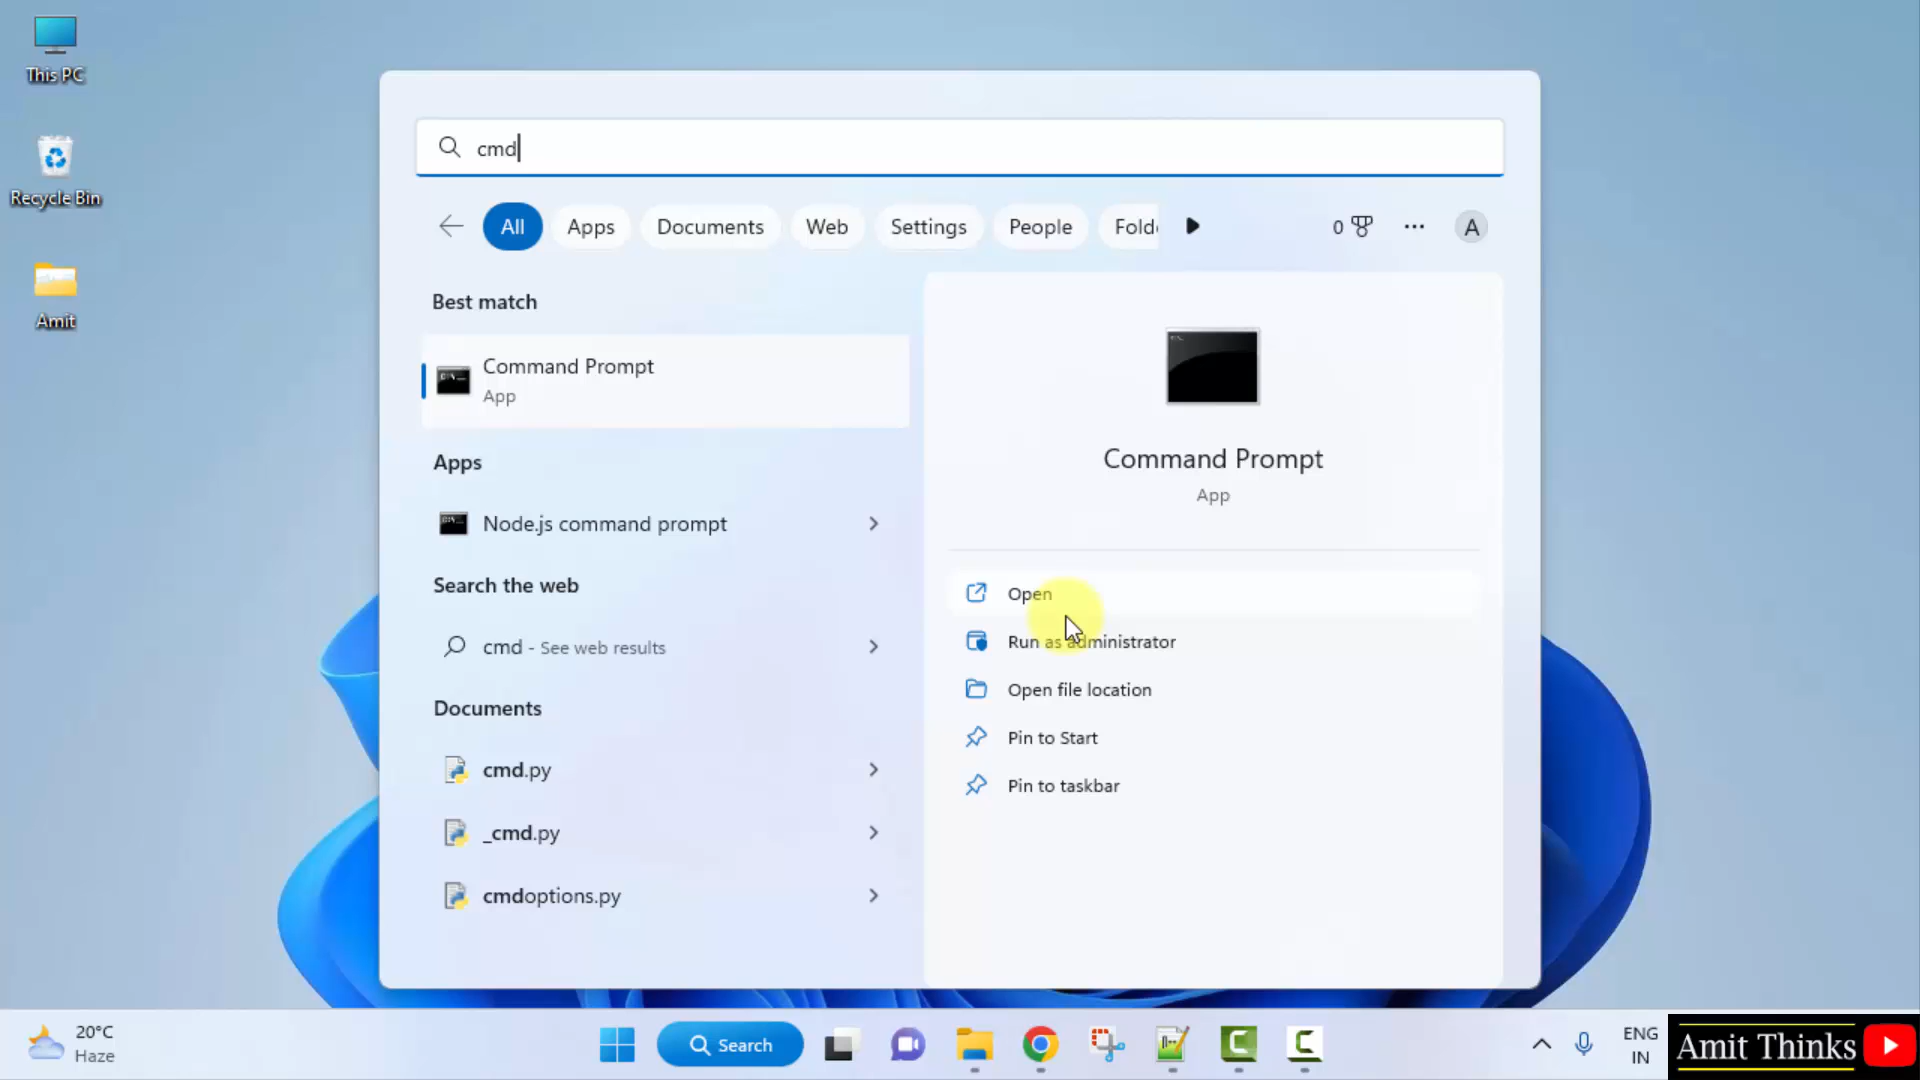 This PC
Recycle Bin
Amit
cmd
All
Apps
Documents
Web
Settings
People
Fold
0
A
Best match
Command Prompt
App
Apps
Node.js command prompt
Search the web
cmd - See web results
Documents
cmd.py
_cmd.py
cmdoptions.py
Command Prompt
App
Open
Run as administrator
Open file location
Pin to Start
Pin to taskbar
20°C
Haze
Search
ENG
IN
Amit Thinks